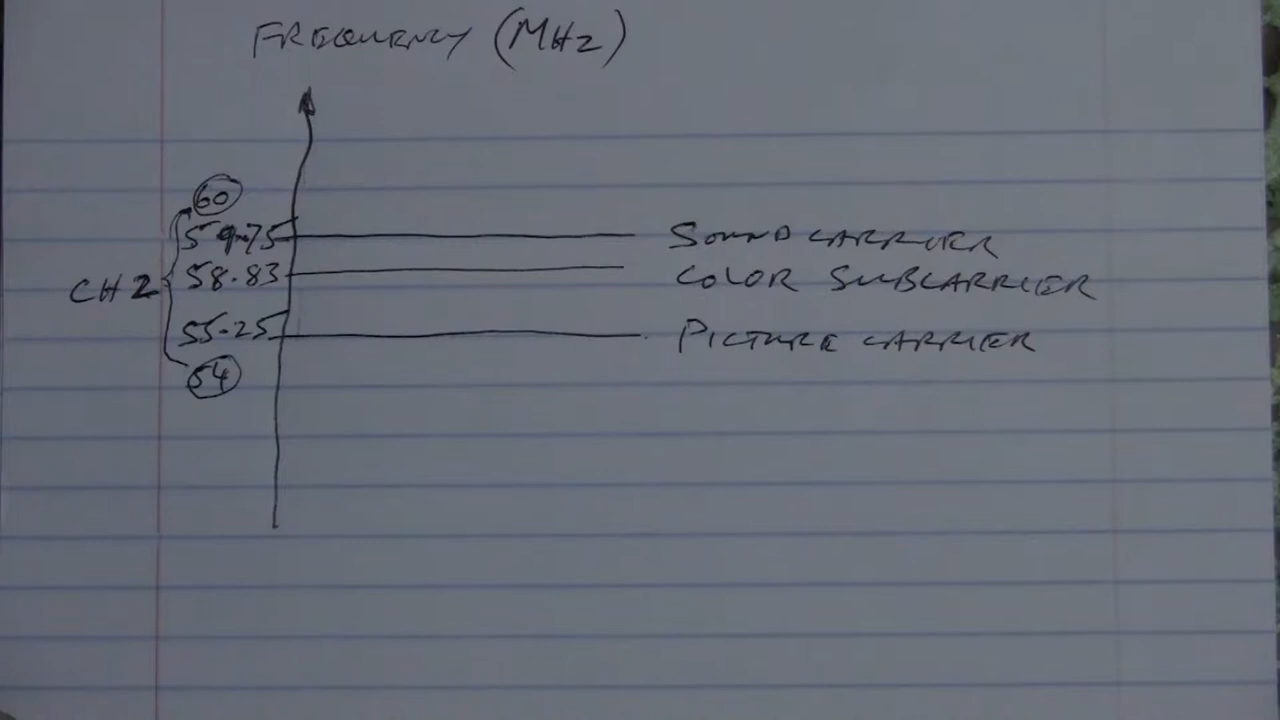 FREQUENCY (MHz)
60
59.75 SOUND CARRIER
CH 2 58.83 COLOR SUBCARRIER
55.25 PICTURE CARRIER
54